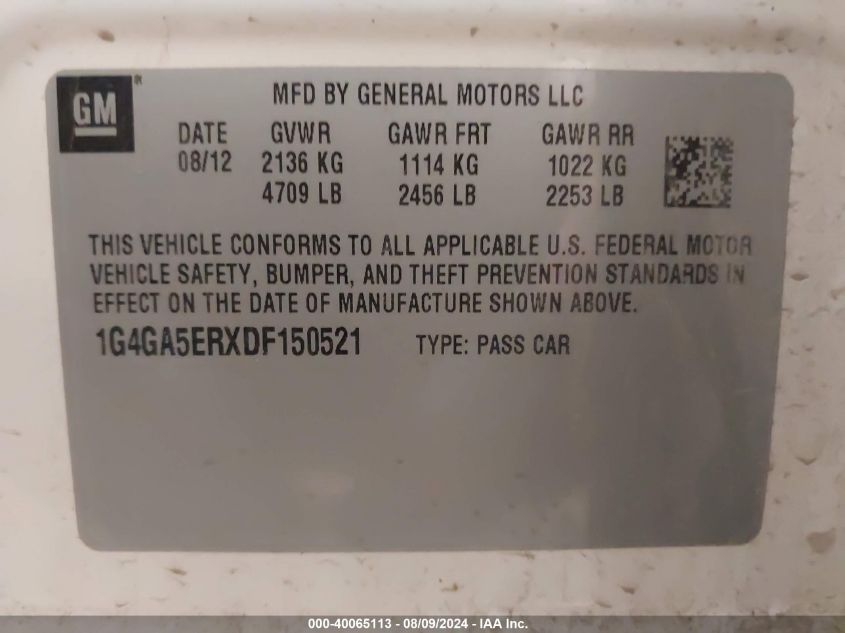 GM ®
MFD BY GENERAL MOTORS LLC
DATE GVWR GAWR FRT GAWR RR
08/12 2136 KG 1114 KG 1022 KG
4709 LB 2456 LB 2253 LB
THIS VEHICLE CONFORMS TO ALL APPLICABLE U.S. FEDERAL MOTOR
VEHICLE SAFETY, BUMPER, AND THEFT PREVENTION STANDARDS IN
EFFECT ON THE DATE OF MANUFACTURE SHOWN ABOVE.
1G4GA5ERXDF150521 TYPE: PASS CAR
000-40065113 - 08/09/2024 - IAA Inc.